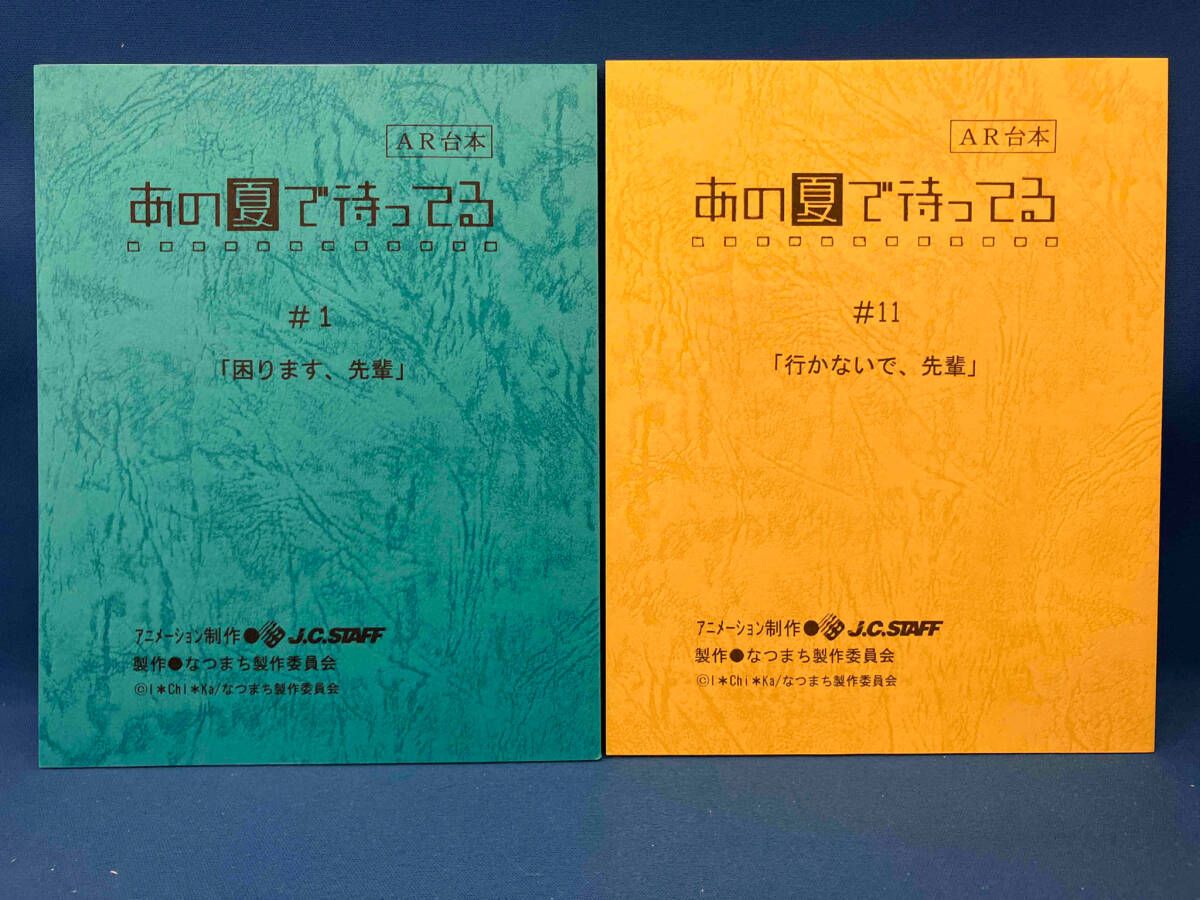 AR台本
あの夏で待ってる
#1
「困ります、先輩」
アニメーション制作●J.C.STAFF
製作●なつまち製作委員会
©I*Chi*Ka/なつまち製作委員会
AR台本
あの夏で待ってる
#11
「行かないで、先輩」
アニメーション制作●J.C.STAFF
製作●なつまち製作委員会
©I*Chi*Ka/なつまち製作委員会